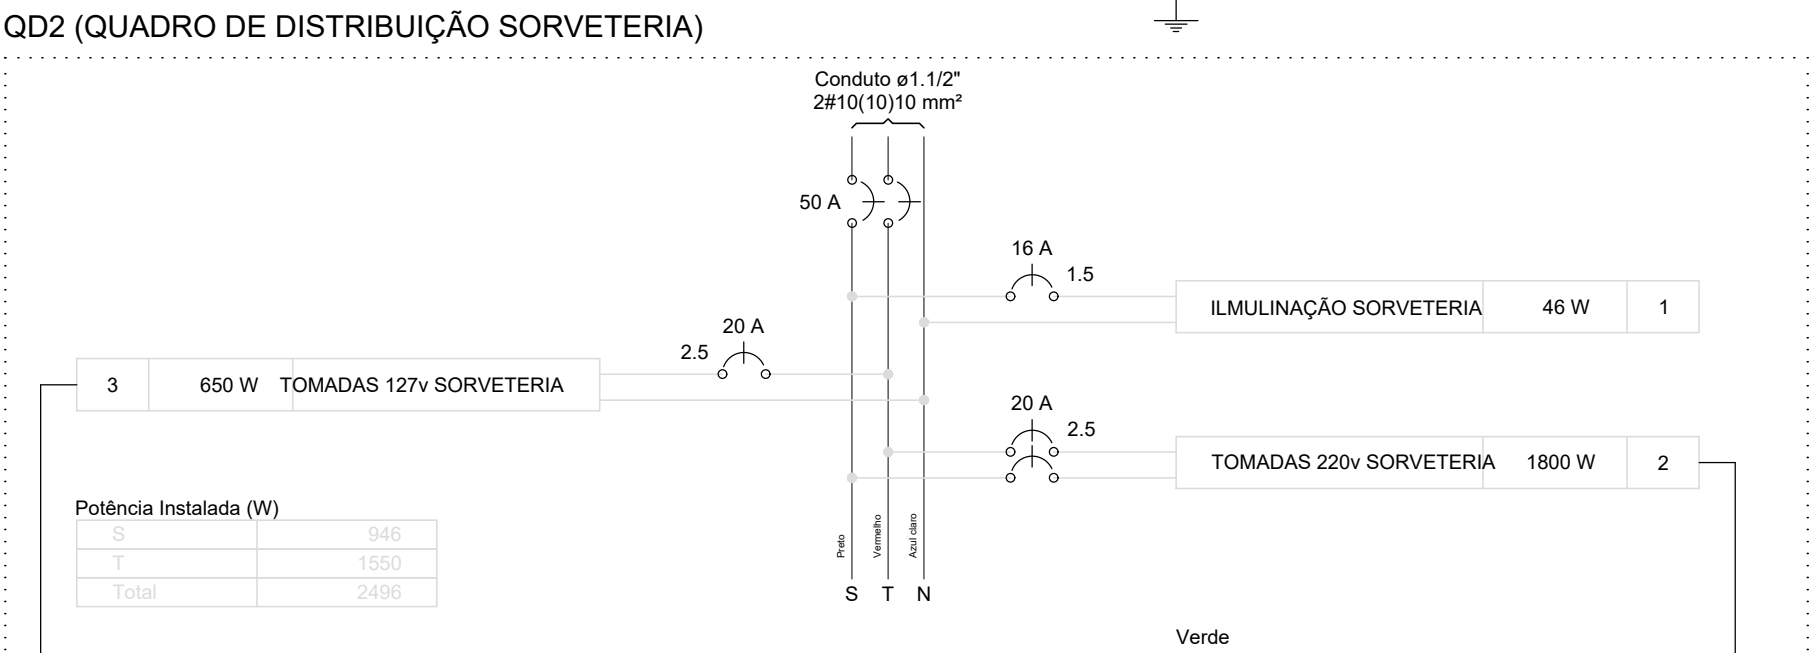 QD2 (QUADRO DE DISTRIBUIÇÃO SORVETERIA)
Conduto ø1.1/2"
2#10(10)10 mm²
50 A
16 A
1.5
ILMULINAÇÃO SORVETERIA 46 W 1
20 A
2.5
3 650 W TOMADAS 127v SORVETERIA
20 A
2.5
TOMADAS 220v SORVETERIA 1800 W 2
Potência Instalada (W)
S 946
T 1550
Total 2496
Preto
Vermelho
Azul claro
S T N
Verde